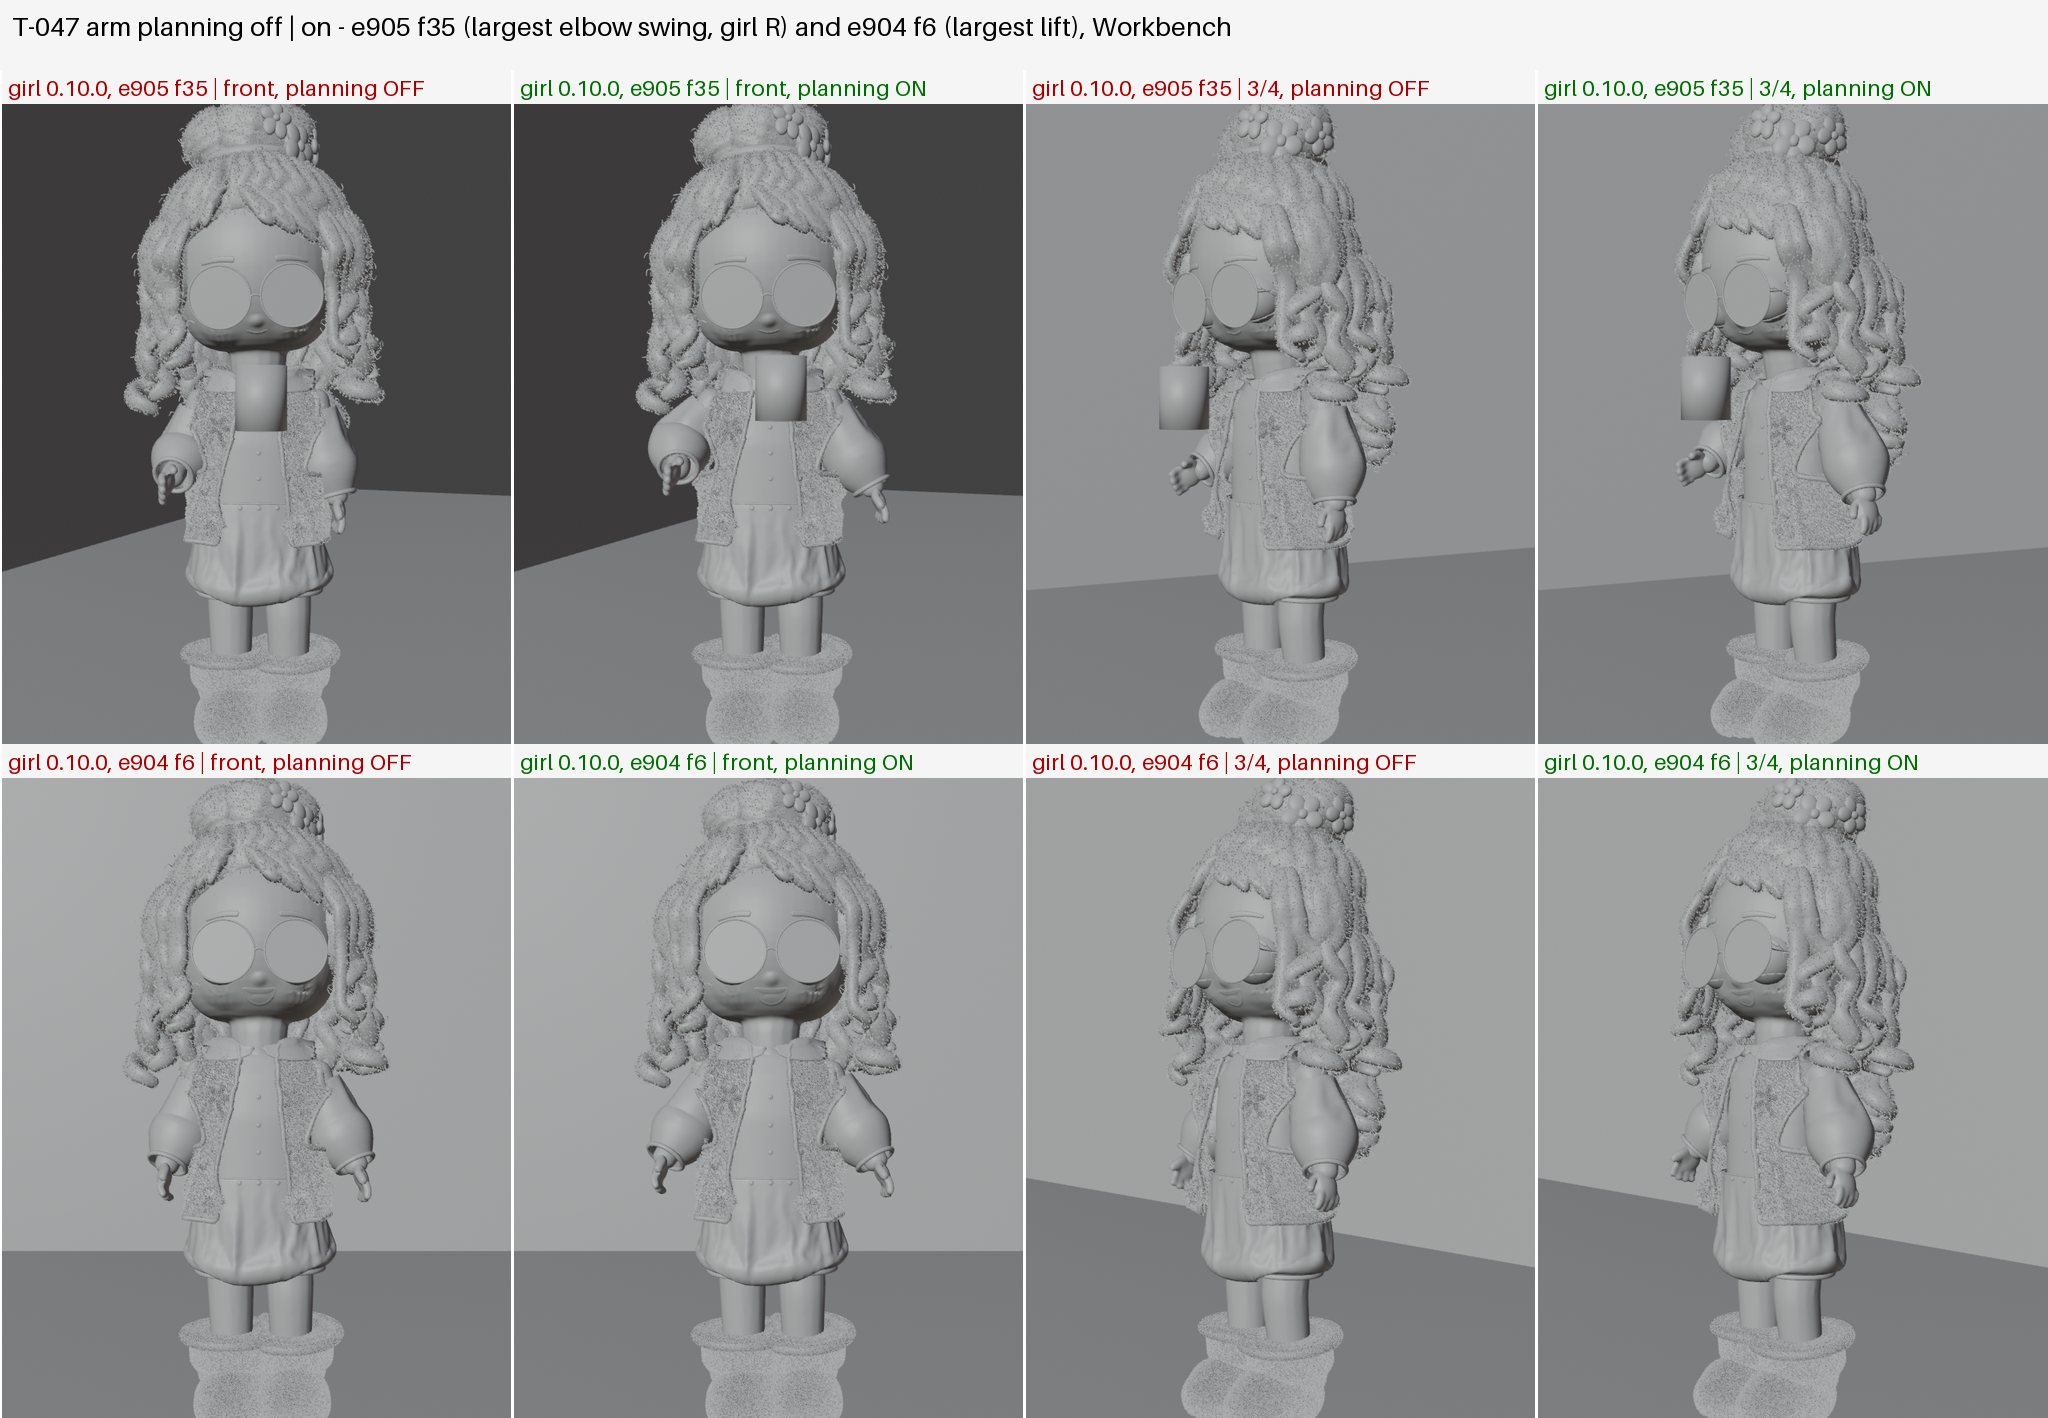 T-047 arm planning off | on - e905 f35 (largest elbow swing, girl R) and e904 f6 (largest lift), Workbench
girl 0.10.0, e905 f35 | front, planning OFF
girl 0.10.0, e905 f35 | front, planning ON
girl 0.10.0, e905 f35 | 3/4, planning OFF
girl 0.10.0, e905 f35 | 3/4, planning ON
girl 0.10.0, e904 f6 | front, planning OFF
girl 0.10.0, e904 f6 | front, planning ON
girl 0.10.0, e904 f6 | 3/4, planning OFF
girl 0.10.0, e904 f6 | 3/4, planning ON